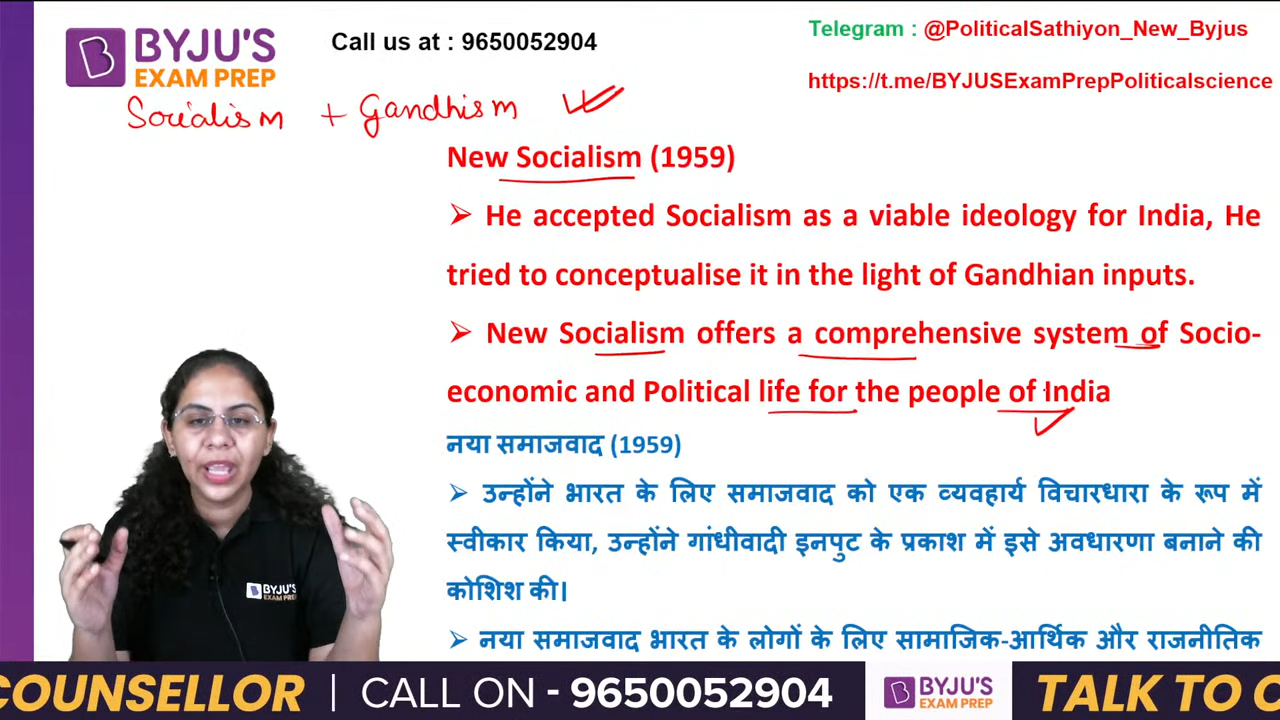 BYJU'S
EXAM PREP
Call us at : 9650052904
Telegram : @PoliticalSathiyon_New_Byjus
https://t.me/BYJUSExamPrepPoliticalscience
Socialism + Gandhism
New Socialism (1959)
➢ He accepted Socialism as a viable ideology for India, He
tried to conceptualise it in the light of Gandhian inputs.
➢ New Socialism offers a comprehensive system of Socio-
economic and Political life for the people of India
नया समाजवाद (1959)
➢ उन्होंने भारत के लिए समाजवाद को एक व्यवहार्य विचारधारा के रूप में
स्वीकार किया, उन्होंने गांधीवादी इनपुट के प्रकाश में इसे अवधारणा बनाने की
कोशिश की।
➢ नया समाजवाद भारत के लोगों के लिए सामाजिक-आर्थिक और राजनीतिक
BYJU'S
EXAM PREP
COUNSELLOR | CALL ON - 9650052904
BYJU'S
EXAM PREP
TALK TO